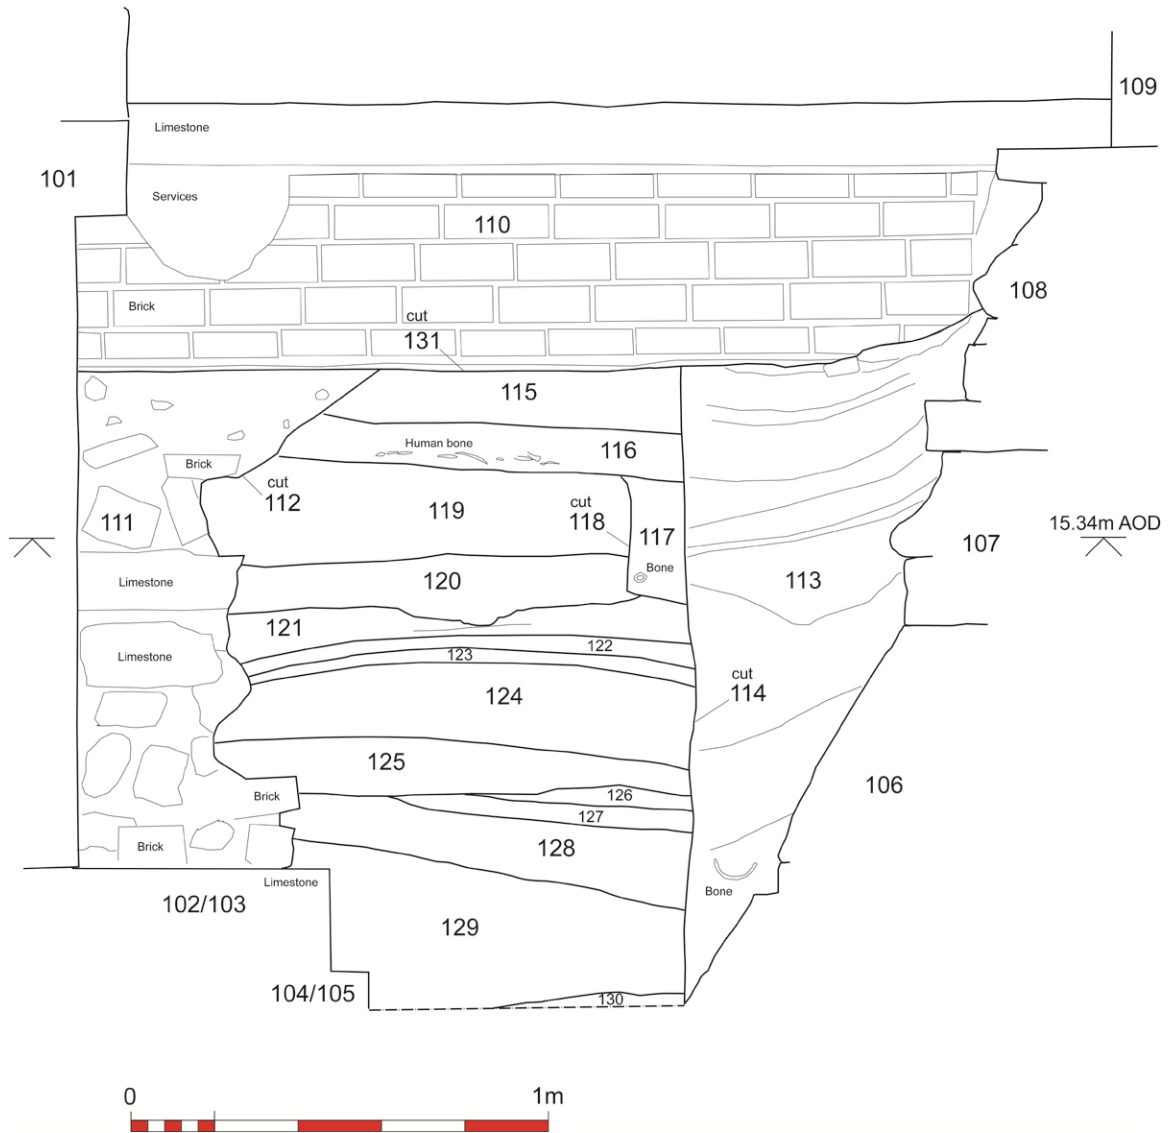 109
Limestone
101
Services
110
108
Brick
cut
131
115
Human bone
116
Brick
cut
112
cut
118
119
117
111
15.34m AOD
107
Bone
120
113
Limestone
121
122
123
Limestone
cut
114
124
125
106
126
Brick
127
128
Brick
Limestone
Bone
102/103
129
104/105
130
0
1m